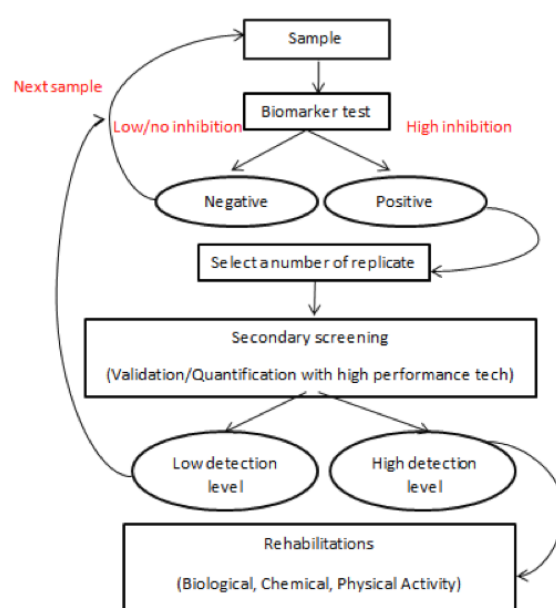 Sample
Next sample
Biomarker test
Low/no inhibition
High inhibition
Negative
Positive
Select a number of replicate
Secondary screening
(Validation/Quantification with high performance tech)
Low detection
level
High detection
level
Rehabilitations
(Biological, Chemical, Physical Activity)